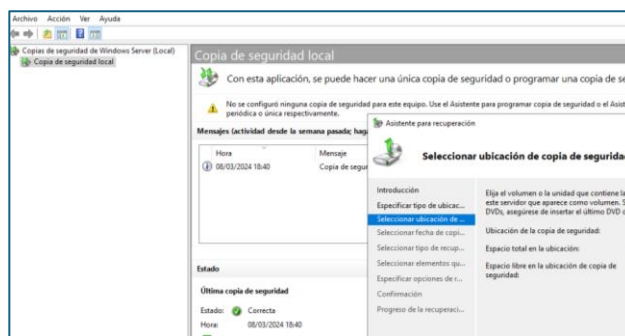 Archivo Acción Ver Ayuda
Copias de seguridad de Windows Server (Local)
Copia de seguridad local
Copia de seguridad local
Con esta aplicación, se puede hacer una única copia de seguridad o programar una copia de se
No se configuró ninguna copia de seguridad para este equipo. Use el Asistente para programar copia de seguridad o el Asist
periódica o única respectivamente.
Mensajes (actividad desde la semana pasada; hag
Hora Mensaje
08/03/2024 18:40 Copia de segur
Estado
Última copia de seguridad
Estado: Correcta
Hora: 08/03/2024 18:40
Asistente para recuperación
Seleccionar ubicación de copia de segurida
Introducción
Especificar tipo de ubicac...
Seleccionar ubicación de ...
Seleccionar fecha de copi...
Seleccionar tipo de recup...
Seleccionar elementos qu...
Especificar opciones de r...
Confirmación
Progreso de la recuperaci...
Elija el volumen o la unidad que contiene la
este servidor que aparece como volumen. S
DVDs, asegúrese de insertar el último DVD d
Ubicación de la copia de seguridad:
Espacio total en la ubicación:
Espacio libre en la ubicación de copia de
seguridad: